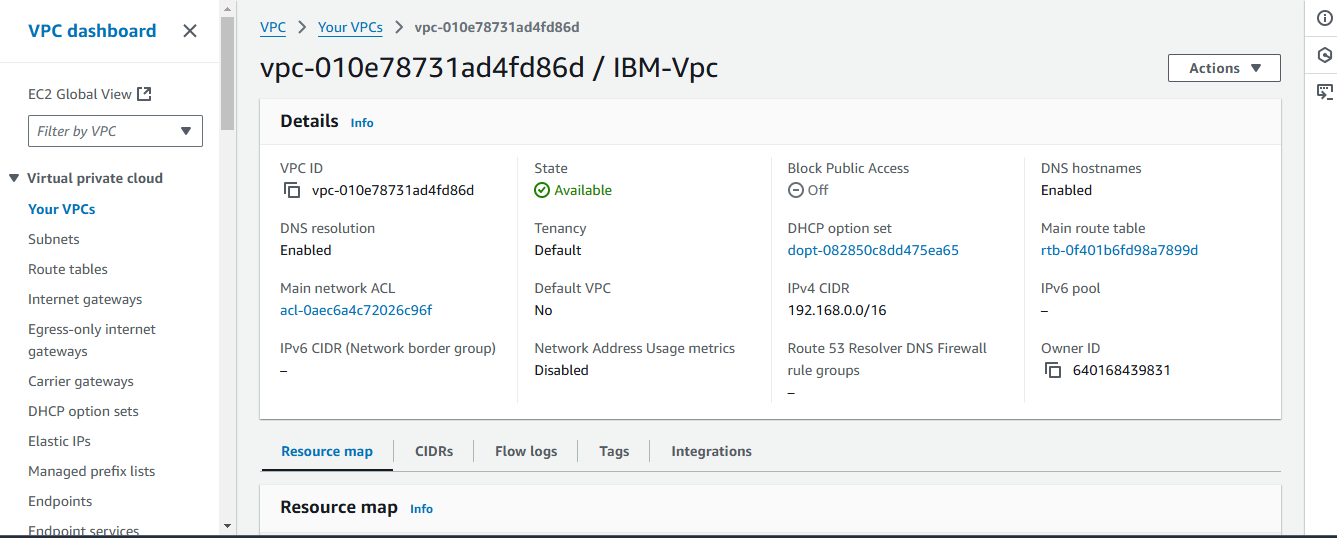 VPC dashboard
EC2 Global View
Filter by VPC
Virtual private cloud
Your VPCs
Subnets
Route tables
Internet gateways
Egress-only internet
gateways
Carrier gateways
DHCP option sets
Elastic IPs
Managed prefix lists
Endpoints
Endpoint services
VPC > Your VPCs > vpc-010e78731ad4fd86d
vpc-010e78731ad4fd86d / IBM-Vpc
Actions
Details Info
VPC ID
vpc-010e78731ad4fd86d
State
Available
Block Public Access
Off
DNS hostnames
Enabled
DNS resolution
Enabled
Tenancy
Default
DHCP option set
dopt-082850c8dd475ea65
Main route table
rtb-0f401b6fd98a7899d
Main network ACL
acl-0aec6a4c72026c96f
Default VPC
No
IPv4 CIDR
192.168.0.0/16
IPv6 pool
–
IPv6 CIDR (Network border group)
–
Network Address Usage metrics
Disabled
Route 53 Resolver DNS Firewall
rule groups
–
Owner ID
640168439831
Resource map
CIDRs
Flow logs
Tags
Integrations
Resource map Info